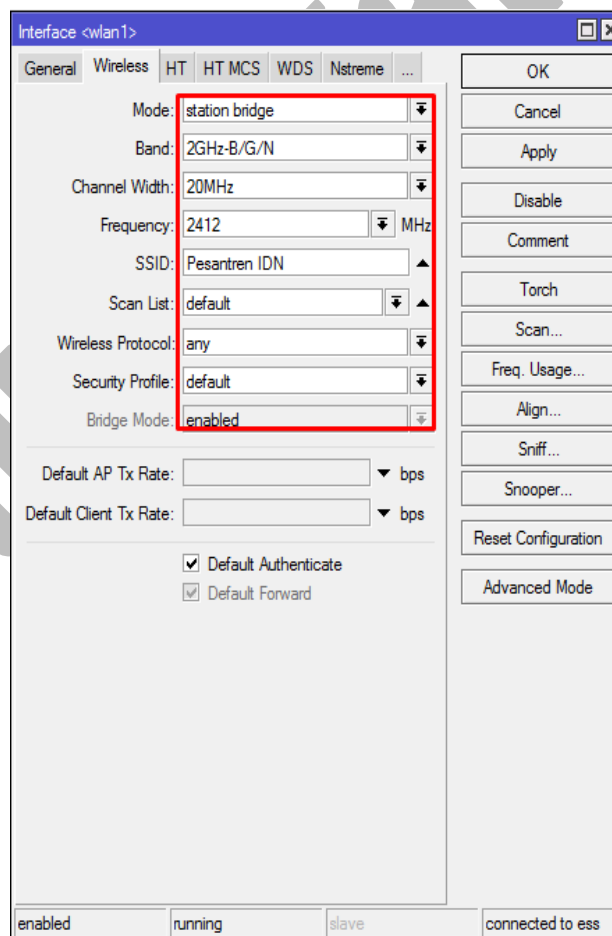 Interface <wlan1>
General Wireless HT HT MCS WDS Nstreme ...
Mode: station bridge
Band: 2GHz-B/G/N
Channel Width: 20MHz
Frequency: 2412 MHz
SSID: Pesantren IDN
Scan List: default
Wireless Protocol: any
Security Profile: default
Bridge Mode: enabled
Default AP Tx Rate: bps
Default Client Tx Rate: bps
Default Authenticate
Default Forward
OK
Cancel
Apply
Disable
Comment
Torch
Scan...
Freq. Usage...
Align...
Sniff...
Snooper...
Reset Configuration
Advanced Mode
enabled running slave connected to ess